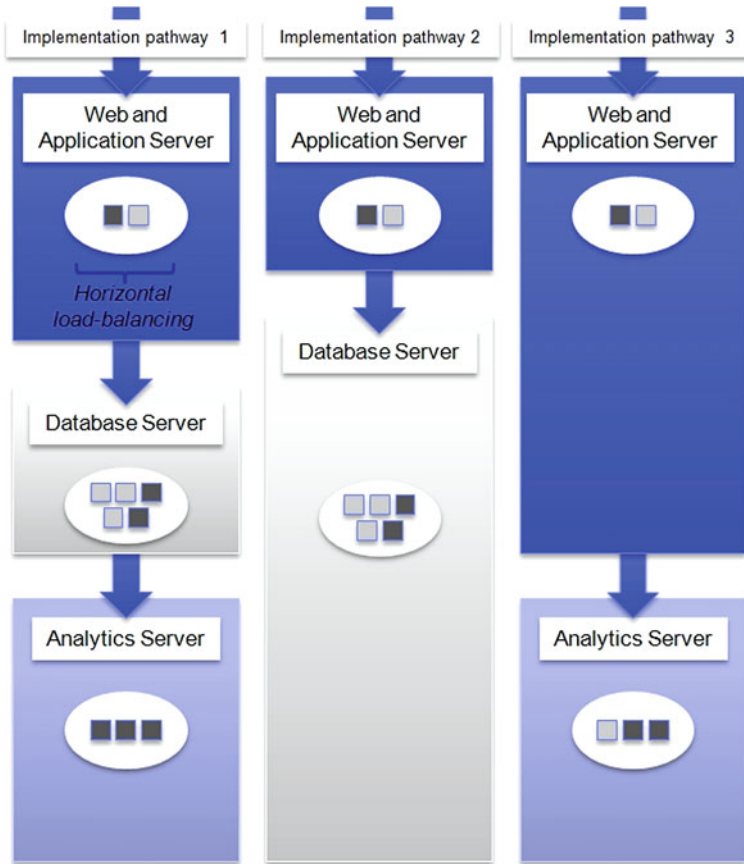 Implementation pathway 1
Implementation pathway 2
Implementation pathway 3
Web and
Application Server
Horizontal
load-balancing
Database Server
Analytics Server
Web and
Application Server
Database Server
Web and
Application Server
Analytics Server